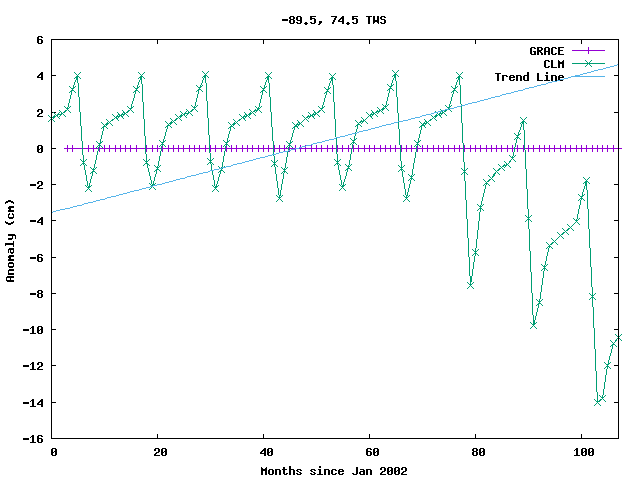 -89.5, 74.5 TWS
GRACE
CLM
Trend Line
6
4
2
0
-2
-4
-6
-8
-10
-12
-14
-16
Anomaly (cm)
0 20 40 60 80 100
Months since Jan 2002